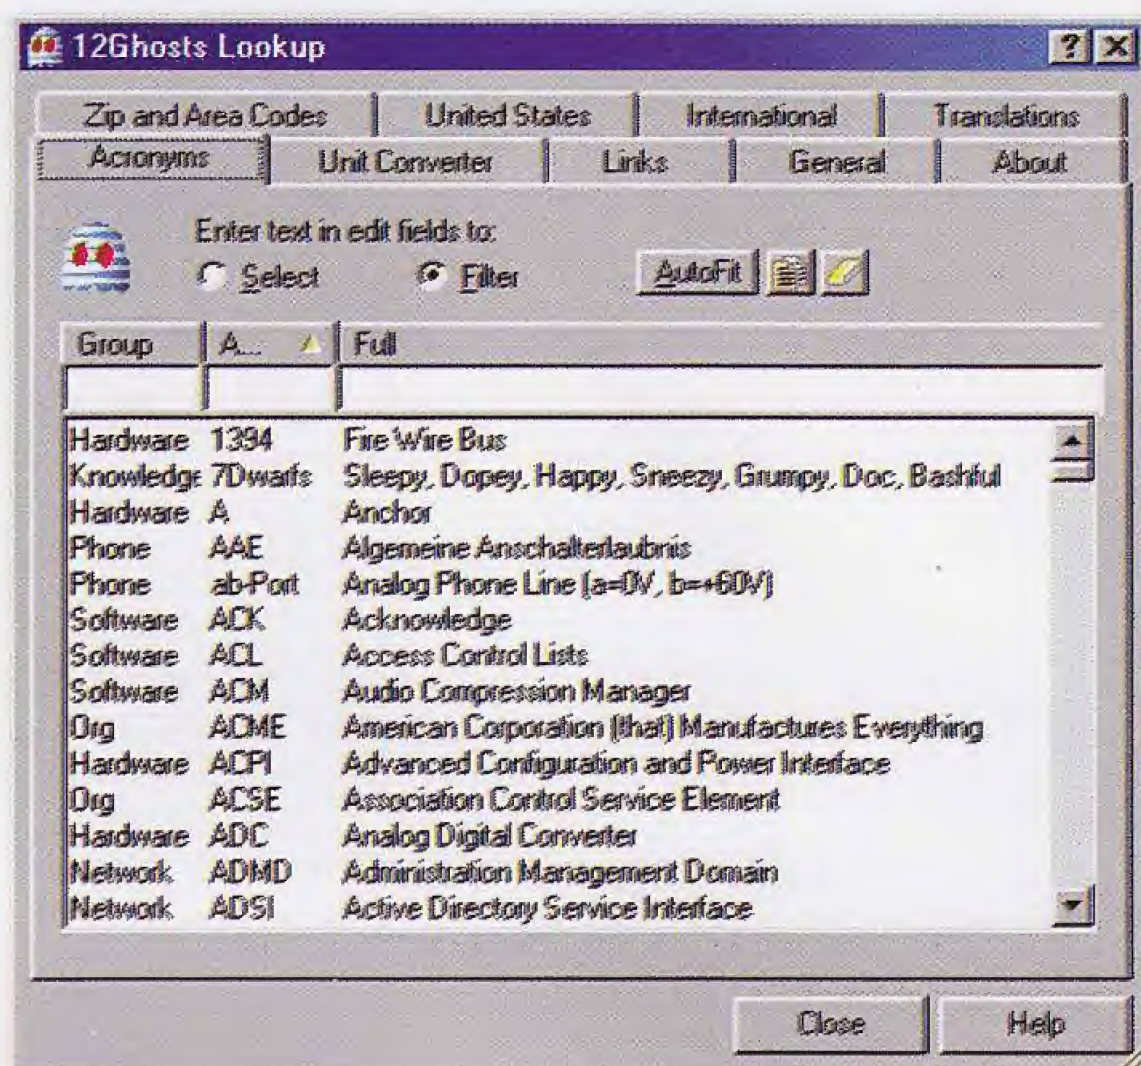 12Ghosts Lookup ? X
Zip and Area Codes United States International Translations
Acronyms Unit Converter Links General About
Enter text in edit fields to:
Select Filter AutoFit
Group A... Full
Hardware 1394 Fire Wire Bus
Knowledge 7Dwarfs Sleepy, Dopey, Happy, Sneezy, Grumpy, Doc, Bashful
Hardware A Anchor
Phone AAE Algemeine Anschalterlaubnis
Phone ab-Port Analog Phone Line (a=0V, b=+60V)
Software ACK Acknowledge
Software ACL Access Control Lists
Software ACM Audio Compression Manager
Org ACME American Corporation (that) Manufactures Everything
Hardware ACPI Advanced Configuration and Power Interface
Org ACSE Association Control Service Element
Hardware ADC Analog Digital Converter
Network ADMD Administration Management Domain
Network ADSI Active Directory Service Interface
Close Help